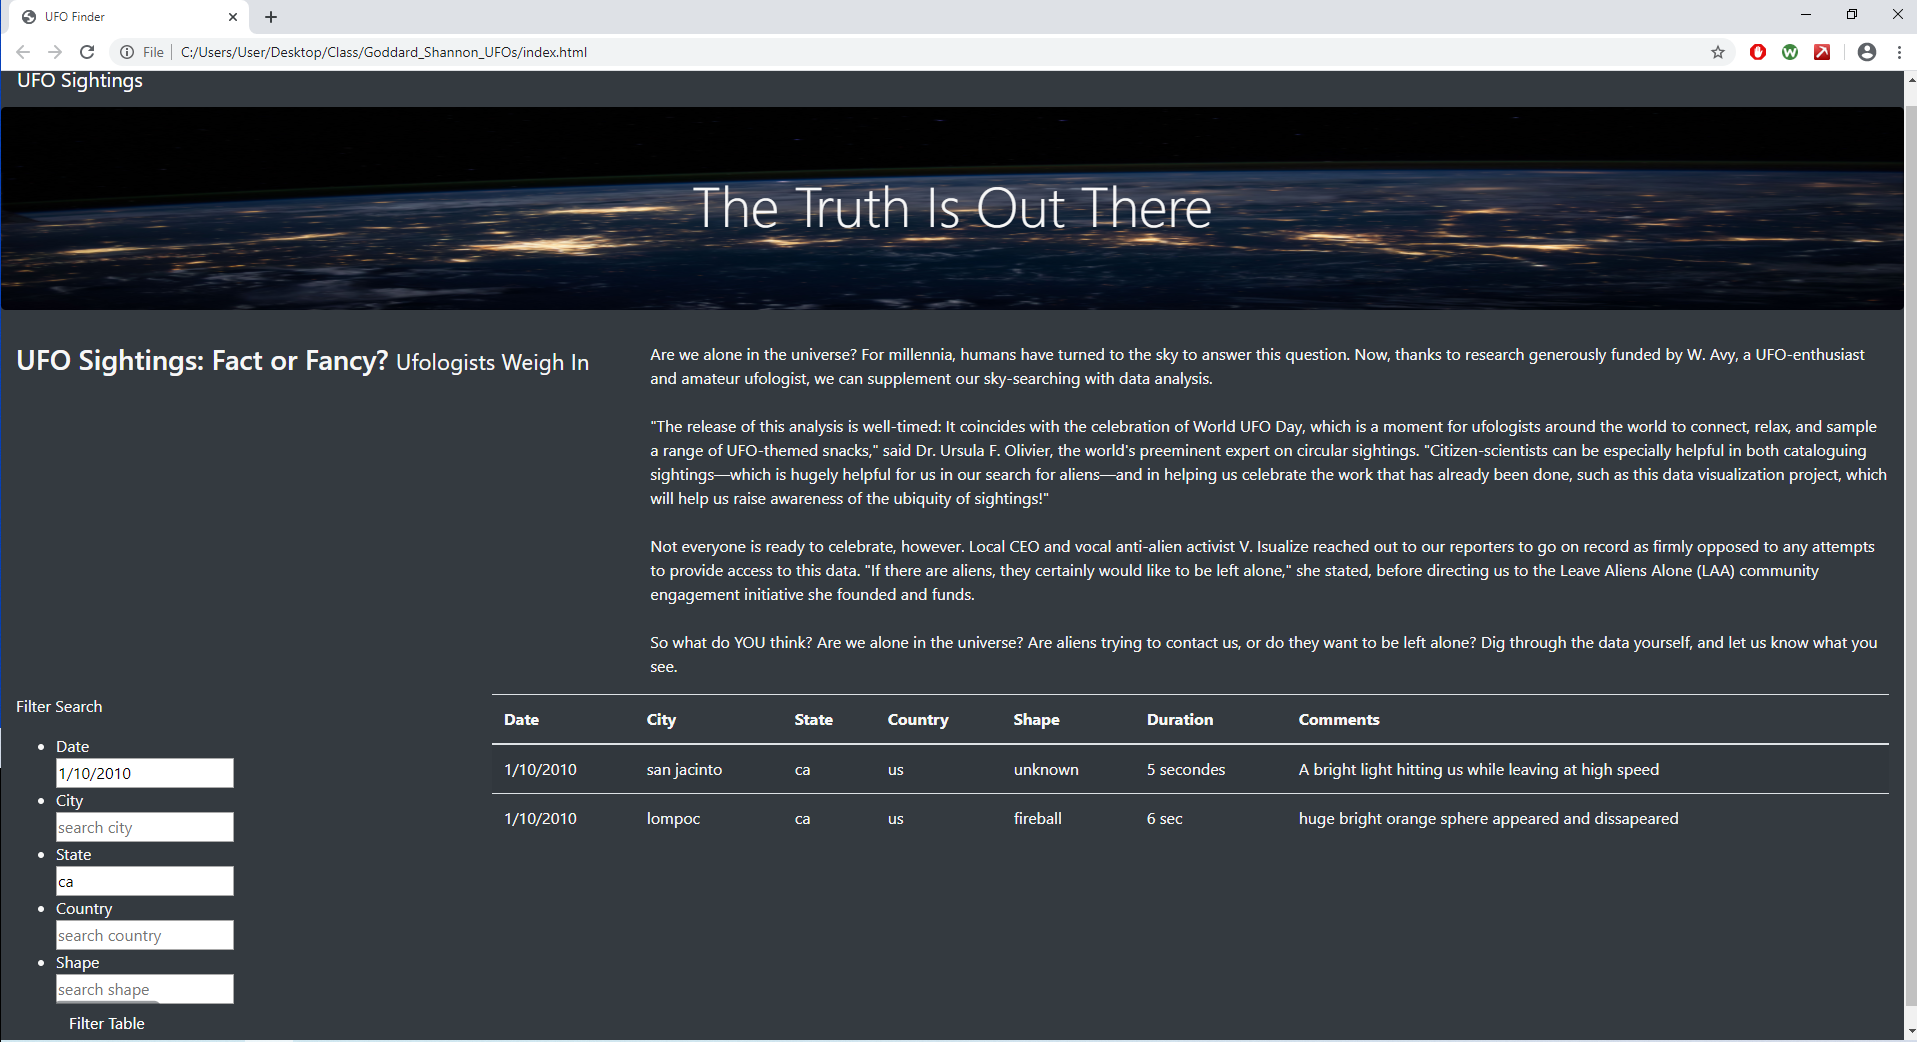 UFO Finder
File
C:/Users/User/Desktop/Class/Goddard_Shannon_UFOs/index.html
UFO Sightings
The Truth Is Out There
UFO Sightings: Fact or Fancy? Ufologists Weigh In
Are we alone in the universe? For millennia, humans have turned to the sky to answer this question. Now, thanks to research generously funded by W. Avy, a UFO-enthusiast
and amateur ufologist, we can supplement our sky-searching with data analysis.
"The release of this analysis is well-timed: It coincides with the celebration of World UFO Day, which is a moment for ufologists around the world to connect, relax, and sample
a range of UFO-themed snacks," said Dr. Ursula F. Olivier, the world's preeminent expert on circular sightings. "Citizen-scientists can be especially helpful in both cataloguing
sightings—which is hugely helpful for us in our search for aliens—and in helping us celebrate the work that has already been done, such as this data visualization project, which
will help us raise awareness of the ubiquity of sightings!"
Not everyone is ready to celebrate, however. Local CEO and vocal anti-alien activist V. Isualize reached out to our reporters to go on record as firmly opposed to any attempts
to provide access to this data. "If there are aliens, they certainly would like to be left alone," she stated, before directing us to the Leave Aliens Alone (LAA) community
engagement initiative she founded and funds.
So what do YOU think? Are we alone in the universe? Are aliens trying to contact us, or do they want to be left alone? Dig through the data yourself, and let us know what you
see.
Filter Search
Date
1/10/2010
City
search city
State
ca
Country
search country
Shape
search shape
Filter Table
Date City State Country Shape Duration Comments
1/10/2010 san jacinto ca us unknown 5 secondes A bright light hitting us while leaving at high speed
1/10/2010 lompoc ca us fireball 6 sec huge bright orange sphere appeared and dissapeared